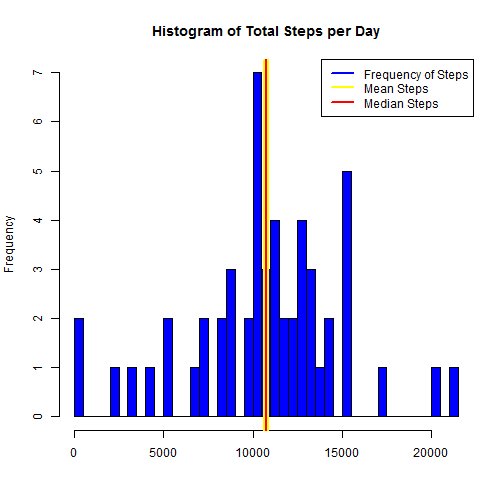 Histogram of Total Steps per Day
Frequency of Steps
Mean Steps
Median Steps
Frequency
7
6
5
4
3
2
1
0
0 5000 10000 15000 20000